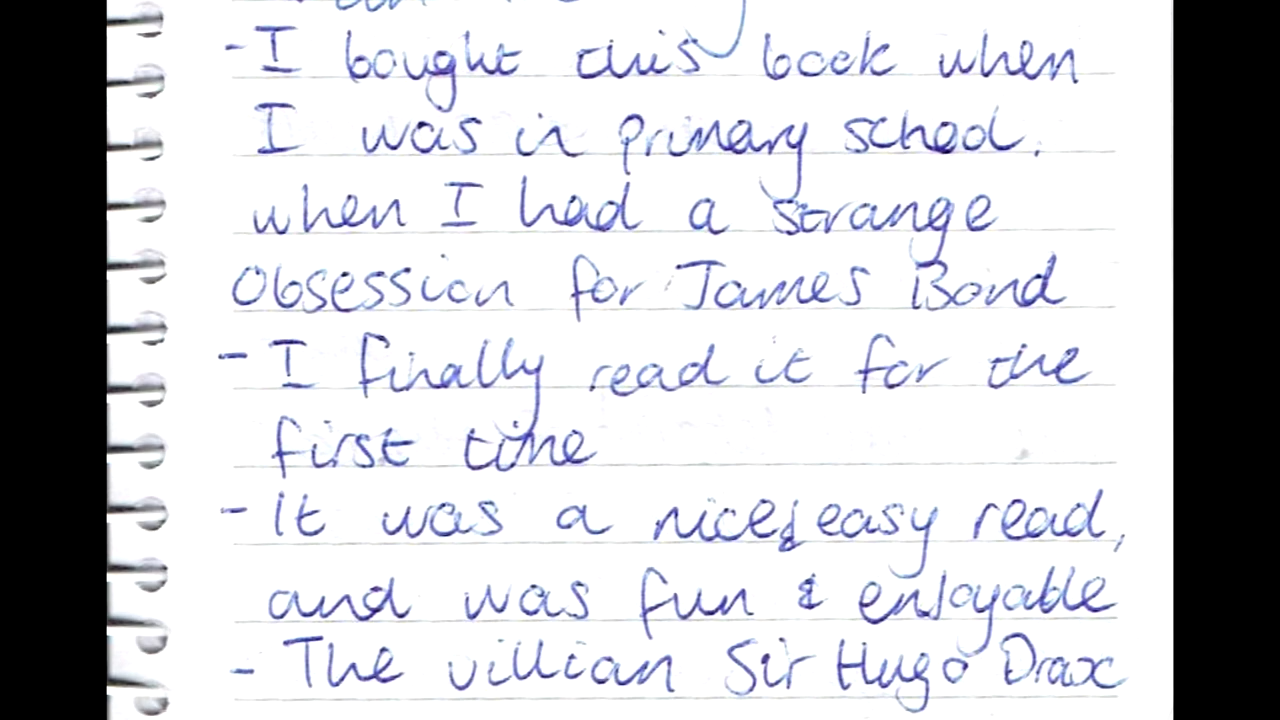 - I bought this book when
I was in primary school.
when I had a strange
Obsession for James Bond
- I finally read it for the
first time
- It was a nice & easy read,
and was fun & enjoyable
- The villian Sir Hugo Drax